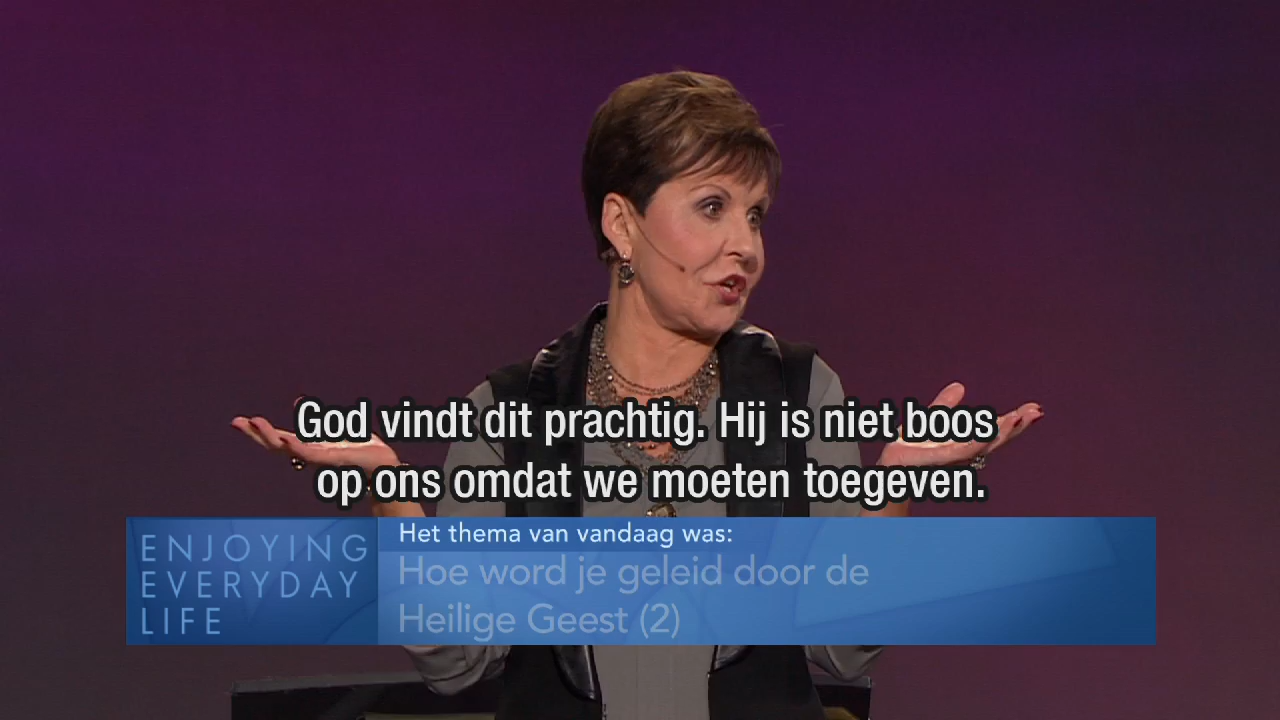 God vindt dit prachtig. Hij is niet boos
op ons omdat we moeten toegeven.
ENJOYING
EVERYDAY
LIFE
Het thema van vandaag was:
Hoe word je geleid door de
Heilige Geest (2)